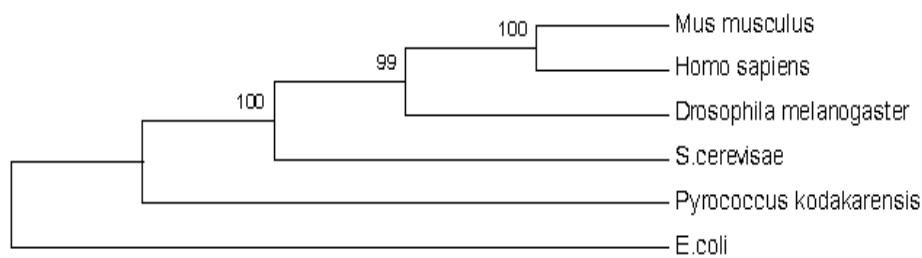 100
Mus musculus
99
Homo sapiens
100
Drosophila melanogaster
S.cerevisae
Pyrococcus kodakarensis
E.coli